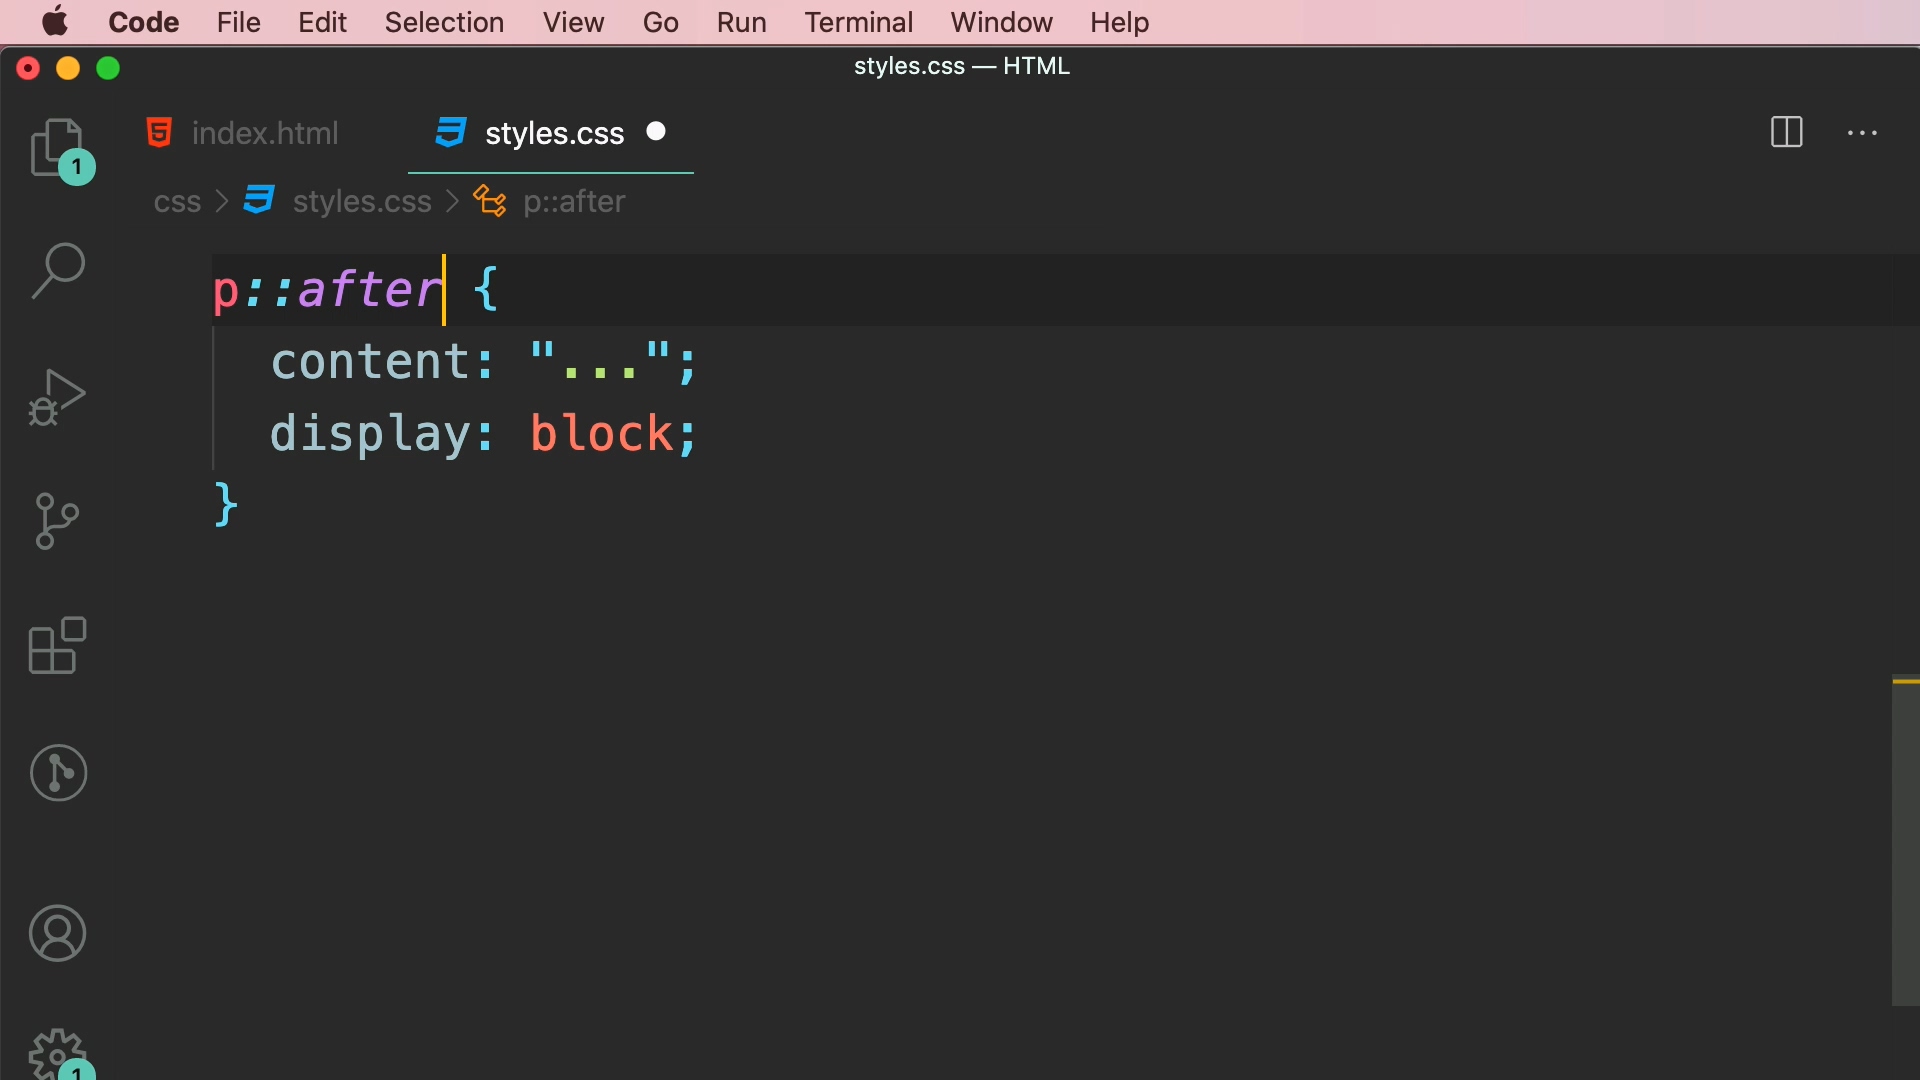 Code File Edit Selection View Go Run Terminal Window Help
styles.css — HTML
index.html styles.css
1
css > styles.css > p::after
p::after {
content: "...";
display: block;
}
1